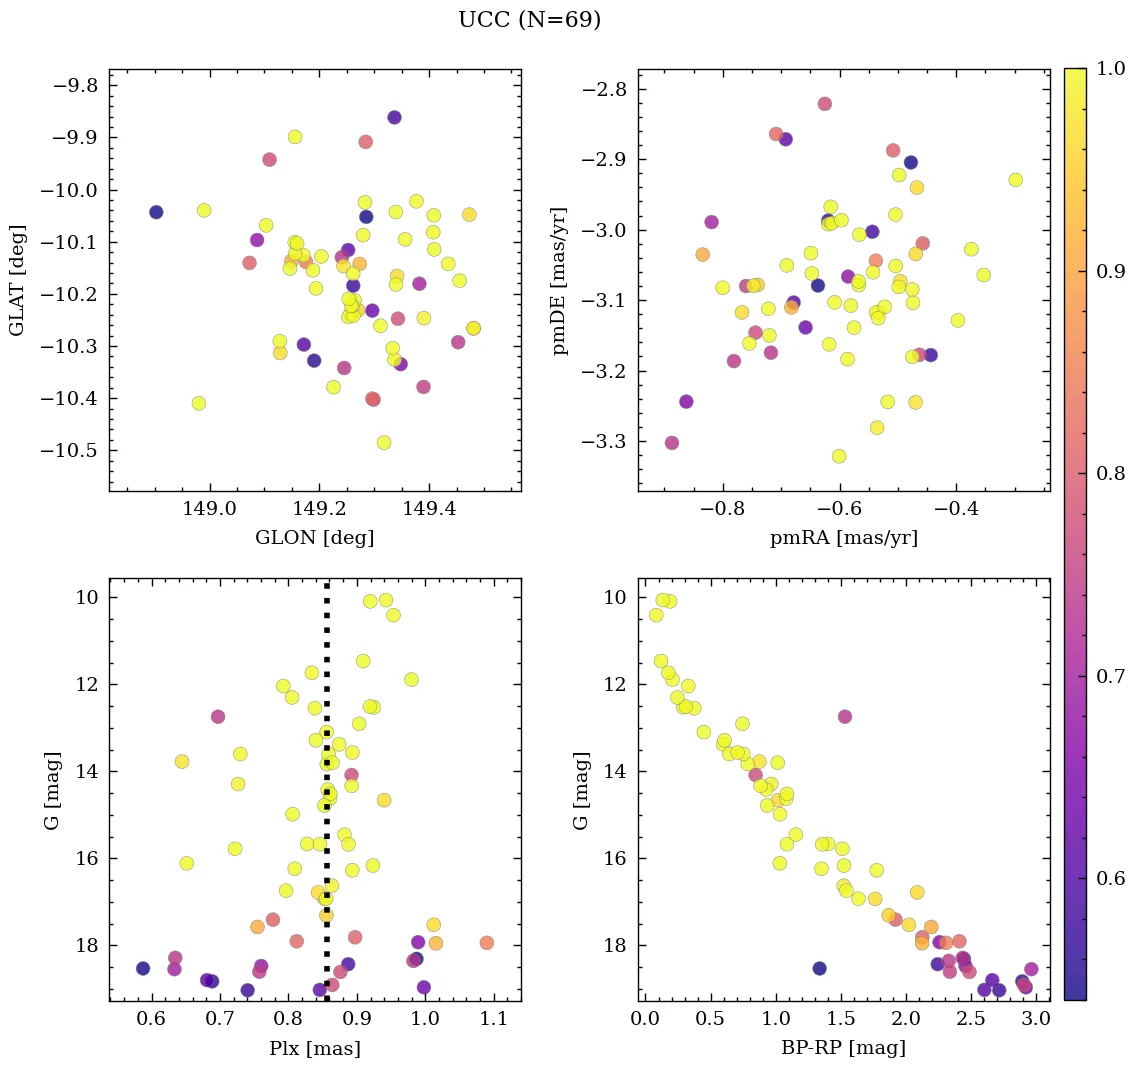 UCC (N=69)
−9.8
−9.9
−10.0
−10.1
−10.2
−10.3
−10.4
−10.5
GLAT [deg]
149.0 149.2 149.4
GLON [deg]
−2.8
−2.9
−3.0
−3.1
−3.2
−3.3
pmDE [mas/yr]
−0.8 −0.6 −0.4
pmRA [mas/yr]
10
12
14
16
18
G [mag]
0.6 0.7 0.8 0.9 1.0 1.1
Plx [mas]
10
12
14
16
18
G [mag]
0.0 0.5 1.0 1.5 2.0 2.5 3.0
BP-RP [mag]
1.0
0.9
0.8
0.7
0.6